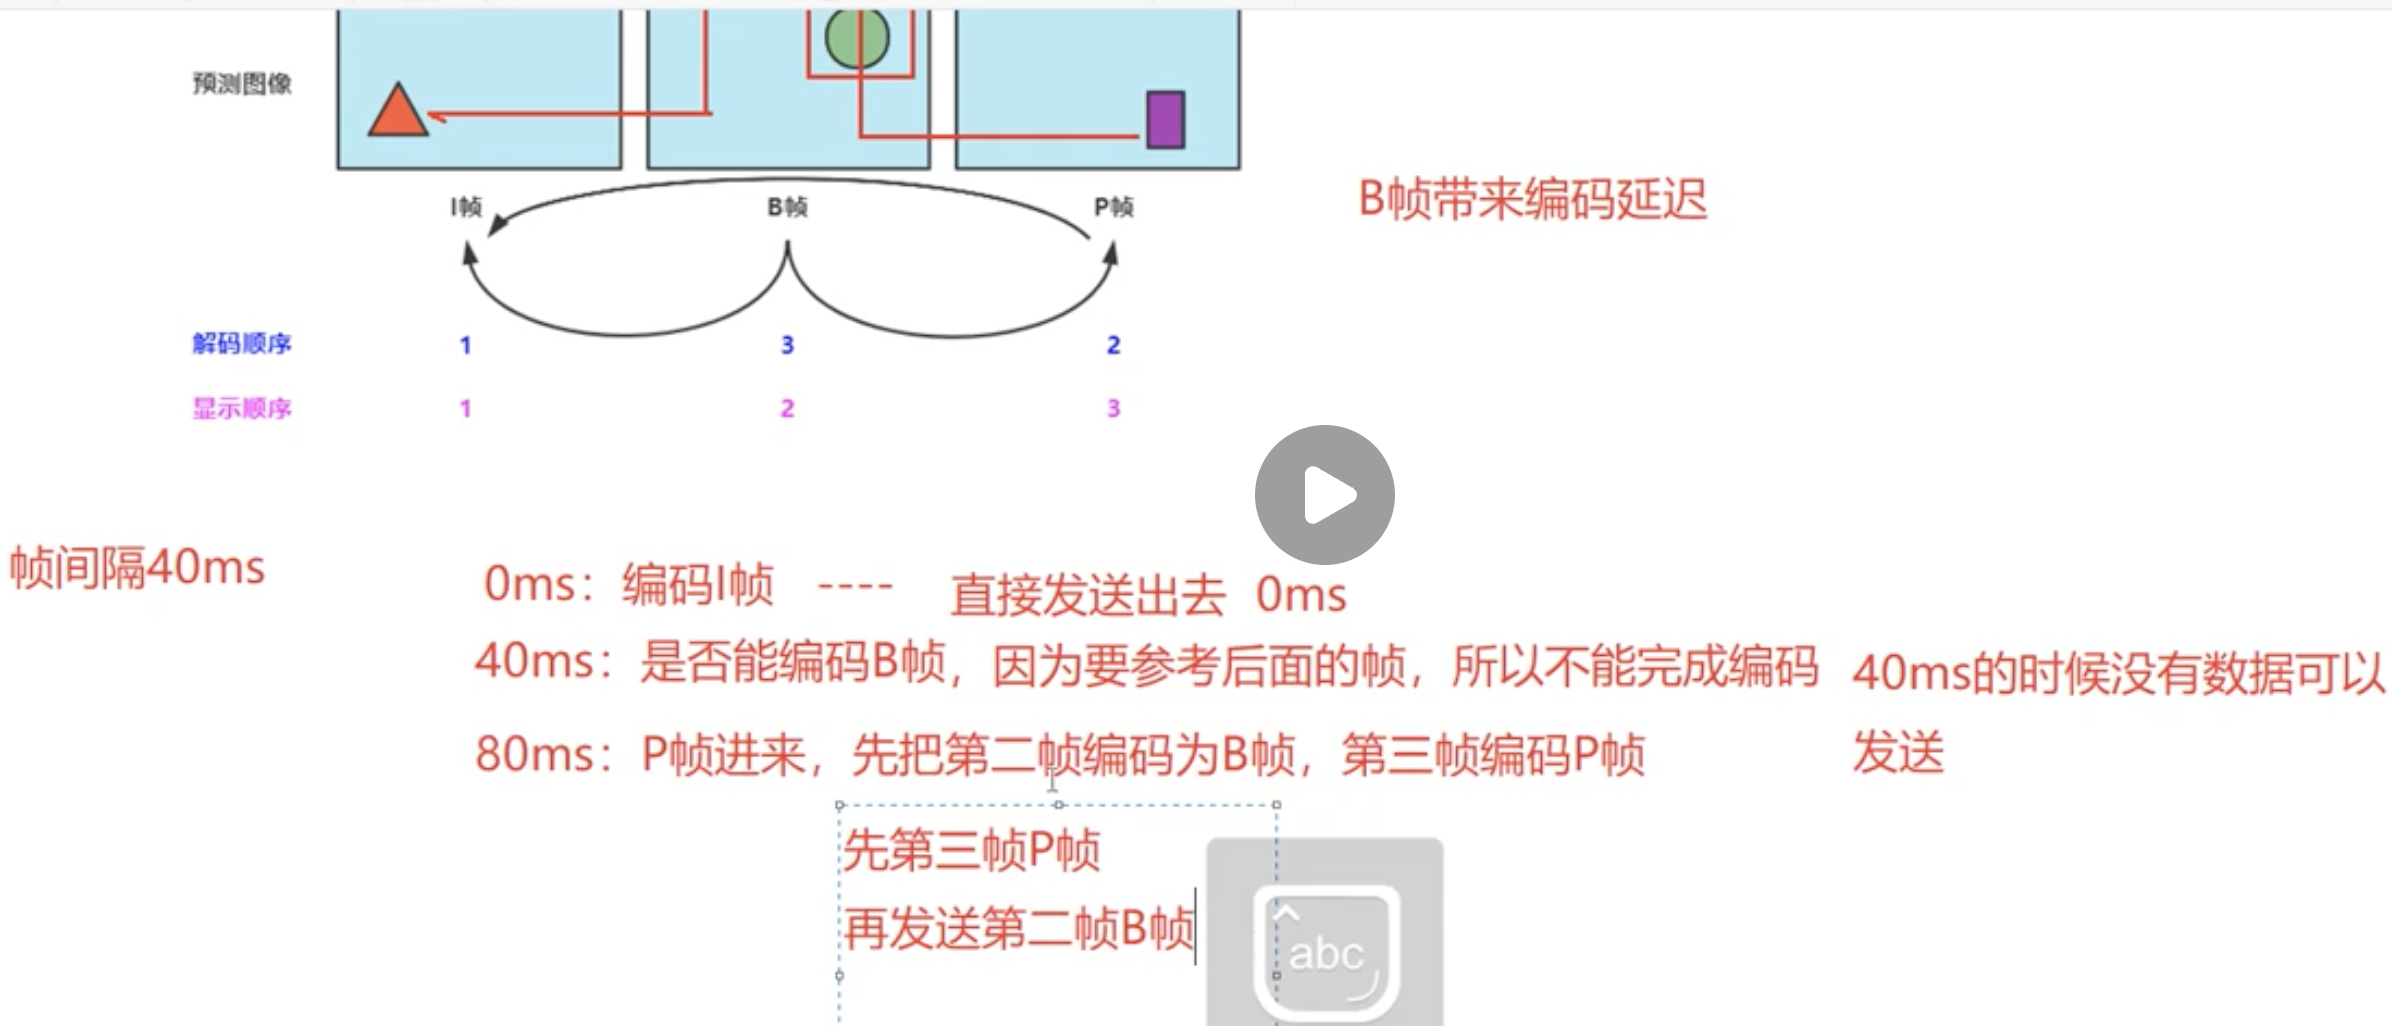 预测图像
I帧 B帧 P帧
B帧带来编码延迟
解码顺序 1 3 2
显示顺序 1 2 3
帧间隔40ms
0ms：编码I帧 ---- 直接发送出去 0ms
40ms：是否能编码B帧，因为要参考后面的帧，所以不能完成编码
40ms的时候没有数据可以
发送
80ms：P帧进来，先把第二帧编码为B帧，第三帧编码P帧
先第三帧P帧
再发送第二帧B帧
abc